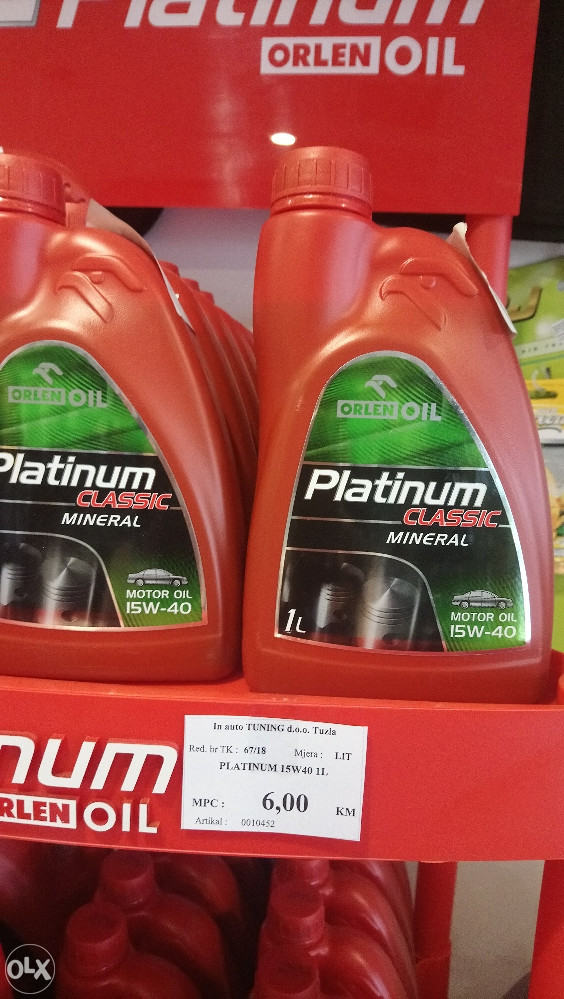 Platinum
ORLEN OIL
ORLEN OIL
Platinum
CLASSIC
MINERAL
MOTOR OIL
15W-40
ORLEN OIL
Platinum
CLASSIC
MINERAL
1L
MOTOR OIL
15W-40
num
ORLEN OIL
In auto TUNING d.o.o. Tuzla
Red. br TK : 67/18 Mjera : LIT
PLATINUM 15W40 1L
MPC : 6,00 KM
Artikal : 0010452
OLX